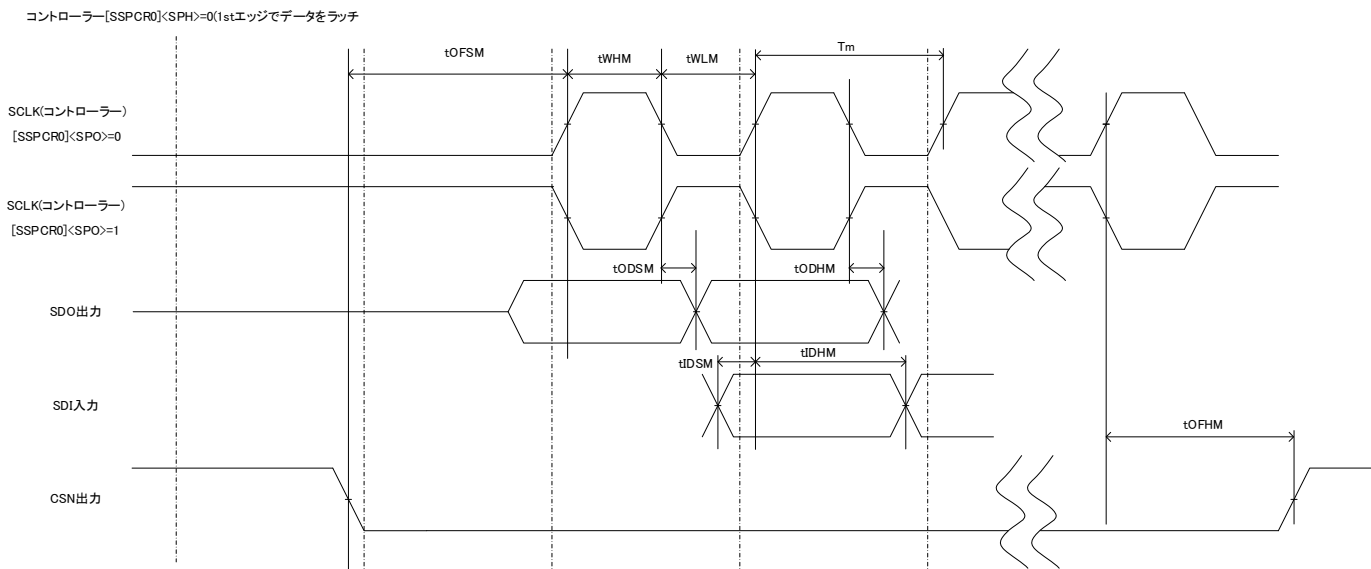 コントローラー[SSPCR0]<SPH>=0(1stエッジでデータをラッチ
tOFSM
tWHM
tWLM
Tm
SCLK(コントローラー)
[SSPCR0]<SPO>=0
SCLK(コントローラー)
[SSPCR0]<SPO>=1
tODSM
tODHM
SDO出力
tIDSM
tIDHM
SDI入力
tOFHM
CSN出力